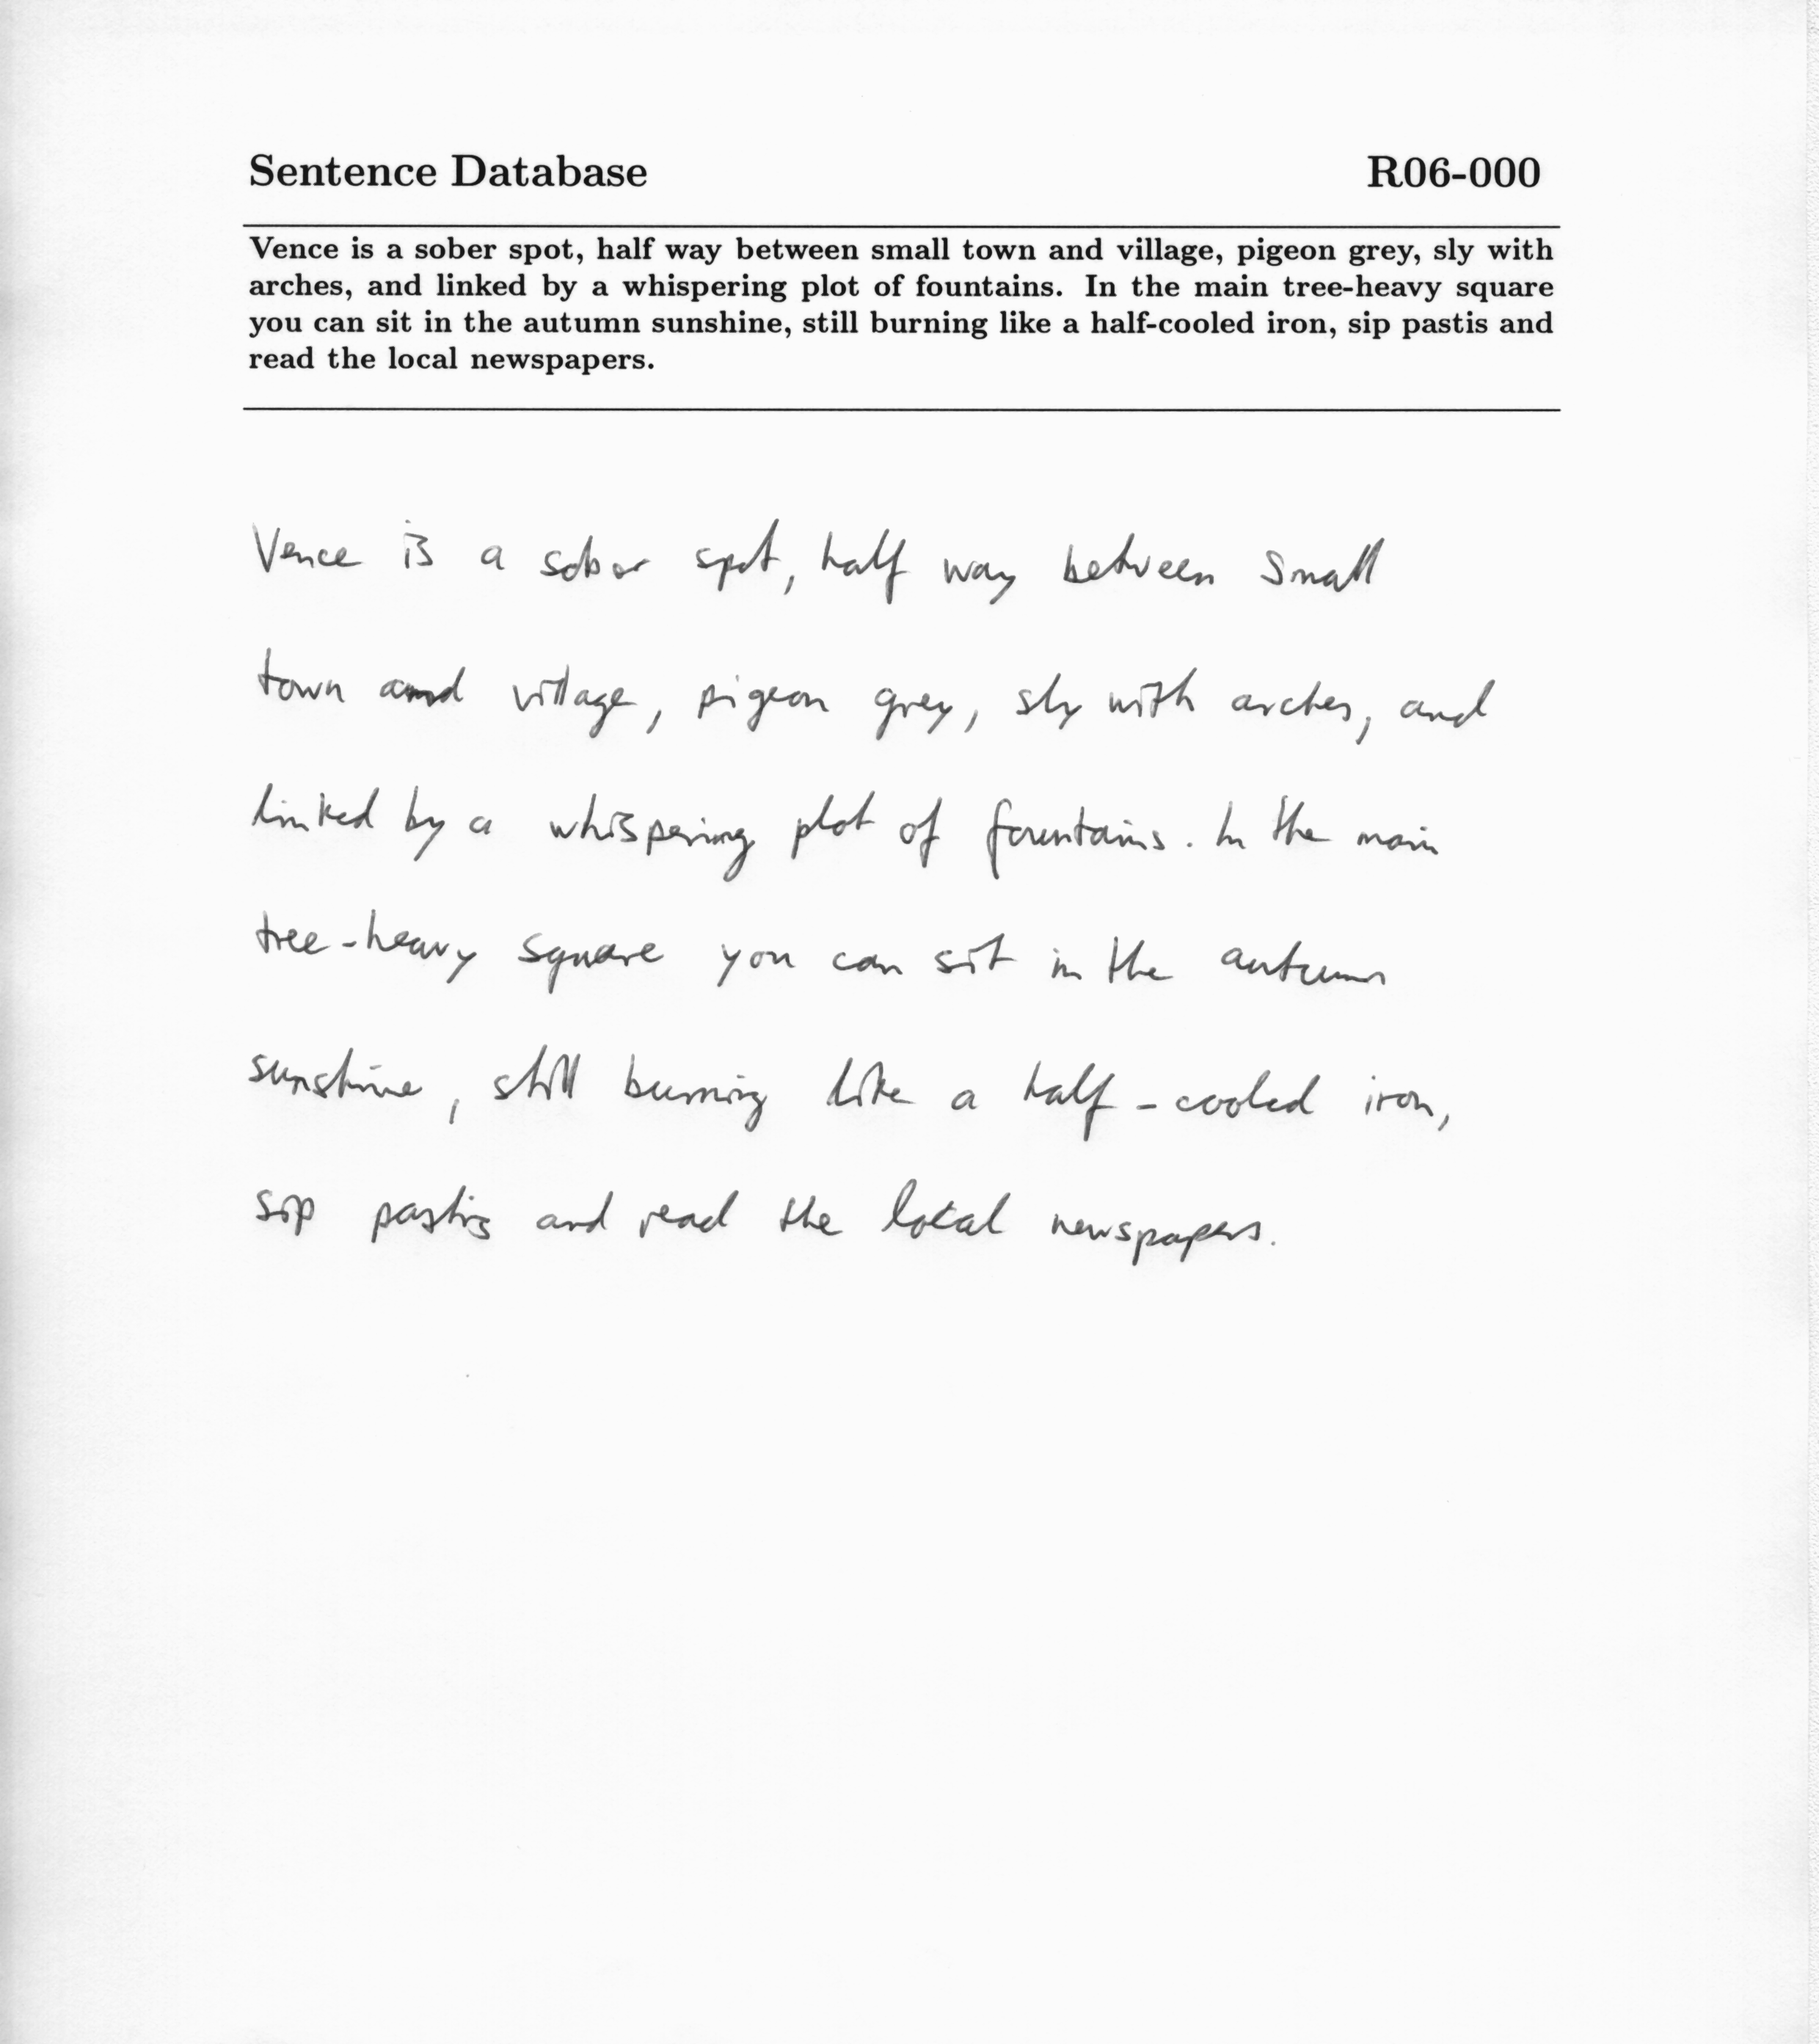 Sentence Database R06-000
Vence is a sober spot, half way between small town and village, pigeon grey, sly with
arches, and linked by a whispering plot of fountains. In the main tree-heavy square
you can sit in the autumn sunshine, still burning like a half-cooled iron, sip pastis and
read the local newspapers.
Vence is a sober spot, half way between small
town and village, pigeon grey, sly with arches, and
linked by a whispering plot of fountains. In the main
tree-heavy square you can sit in the autumn
sunshine, still burning like a half-cooled iron,
sip pastis and read the local newspapers.